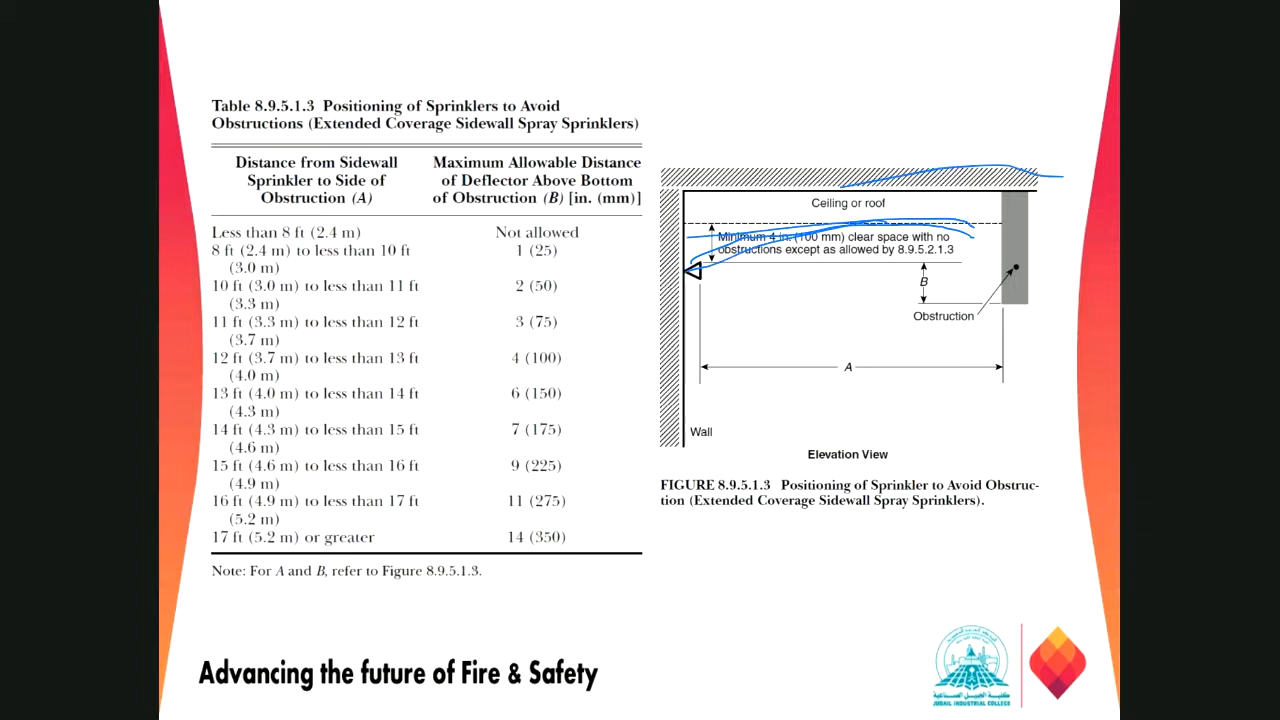 Table 8.9.5.1.3 Positioning of Sprinklers to Avoid
Obstructions (Extended Coverage Sidewall Spray Sprinklers)
Distance from Sidewall
Sprinkler to Side of
Obstruction (A)
Maximum Allowable Distance
of Deflector Above Bottom
of Obstruction (B) [in. (mm)]
Less than 8 ft (2.4 m) Not allowed
8 ft (2.4 m) to less than 10 ft 1 (25)
(3.0 m)
10 ft (3.0 m) to less than 11 ft 2 (50)
(3.3 m)
11 ft (3.3 m) to less than 12 ft 3 (75)
(3.7 m)
12 ft (3.7 m) to less than 13 ft 4 (100)
(4.0 m)
13 ft (4.0 m) to less than 14 ft 6 (150)
(4.3 m)
14 ft (4.3 m) to less than 15 ft 7 (175)
(4.6 m)
15 ft (4.6 m) to less than 16 ft 9 (225)
(4.9 m)
16 ft (4.9 m) to less than 17 ft 11 (275)
(5.2 m)
17 ft (5.2 m) or greater 14 (350)
Note: For A and B, refer to Figure 8.9.5.1.3.
Ceiling or roof
Minimum 4 in. (100 mm) clear space with no
obstructions except as allowed by 8.9.5.2.1.3
B
Obstruction
A
Wall
Elevation View
FIGURE 8.9.5.1.3 Positioning of Sprinkler to Avoid Obstruc-
tion (Extended Coverage Sidewall Spray Sprinklers).
Advancing the future of Fire & Safety
كلية الجبيل الصناعية
JUBAIL INDUSTRIAL COLLEGE